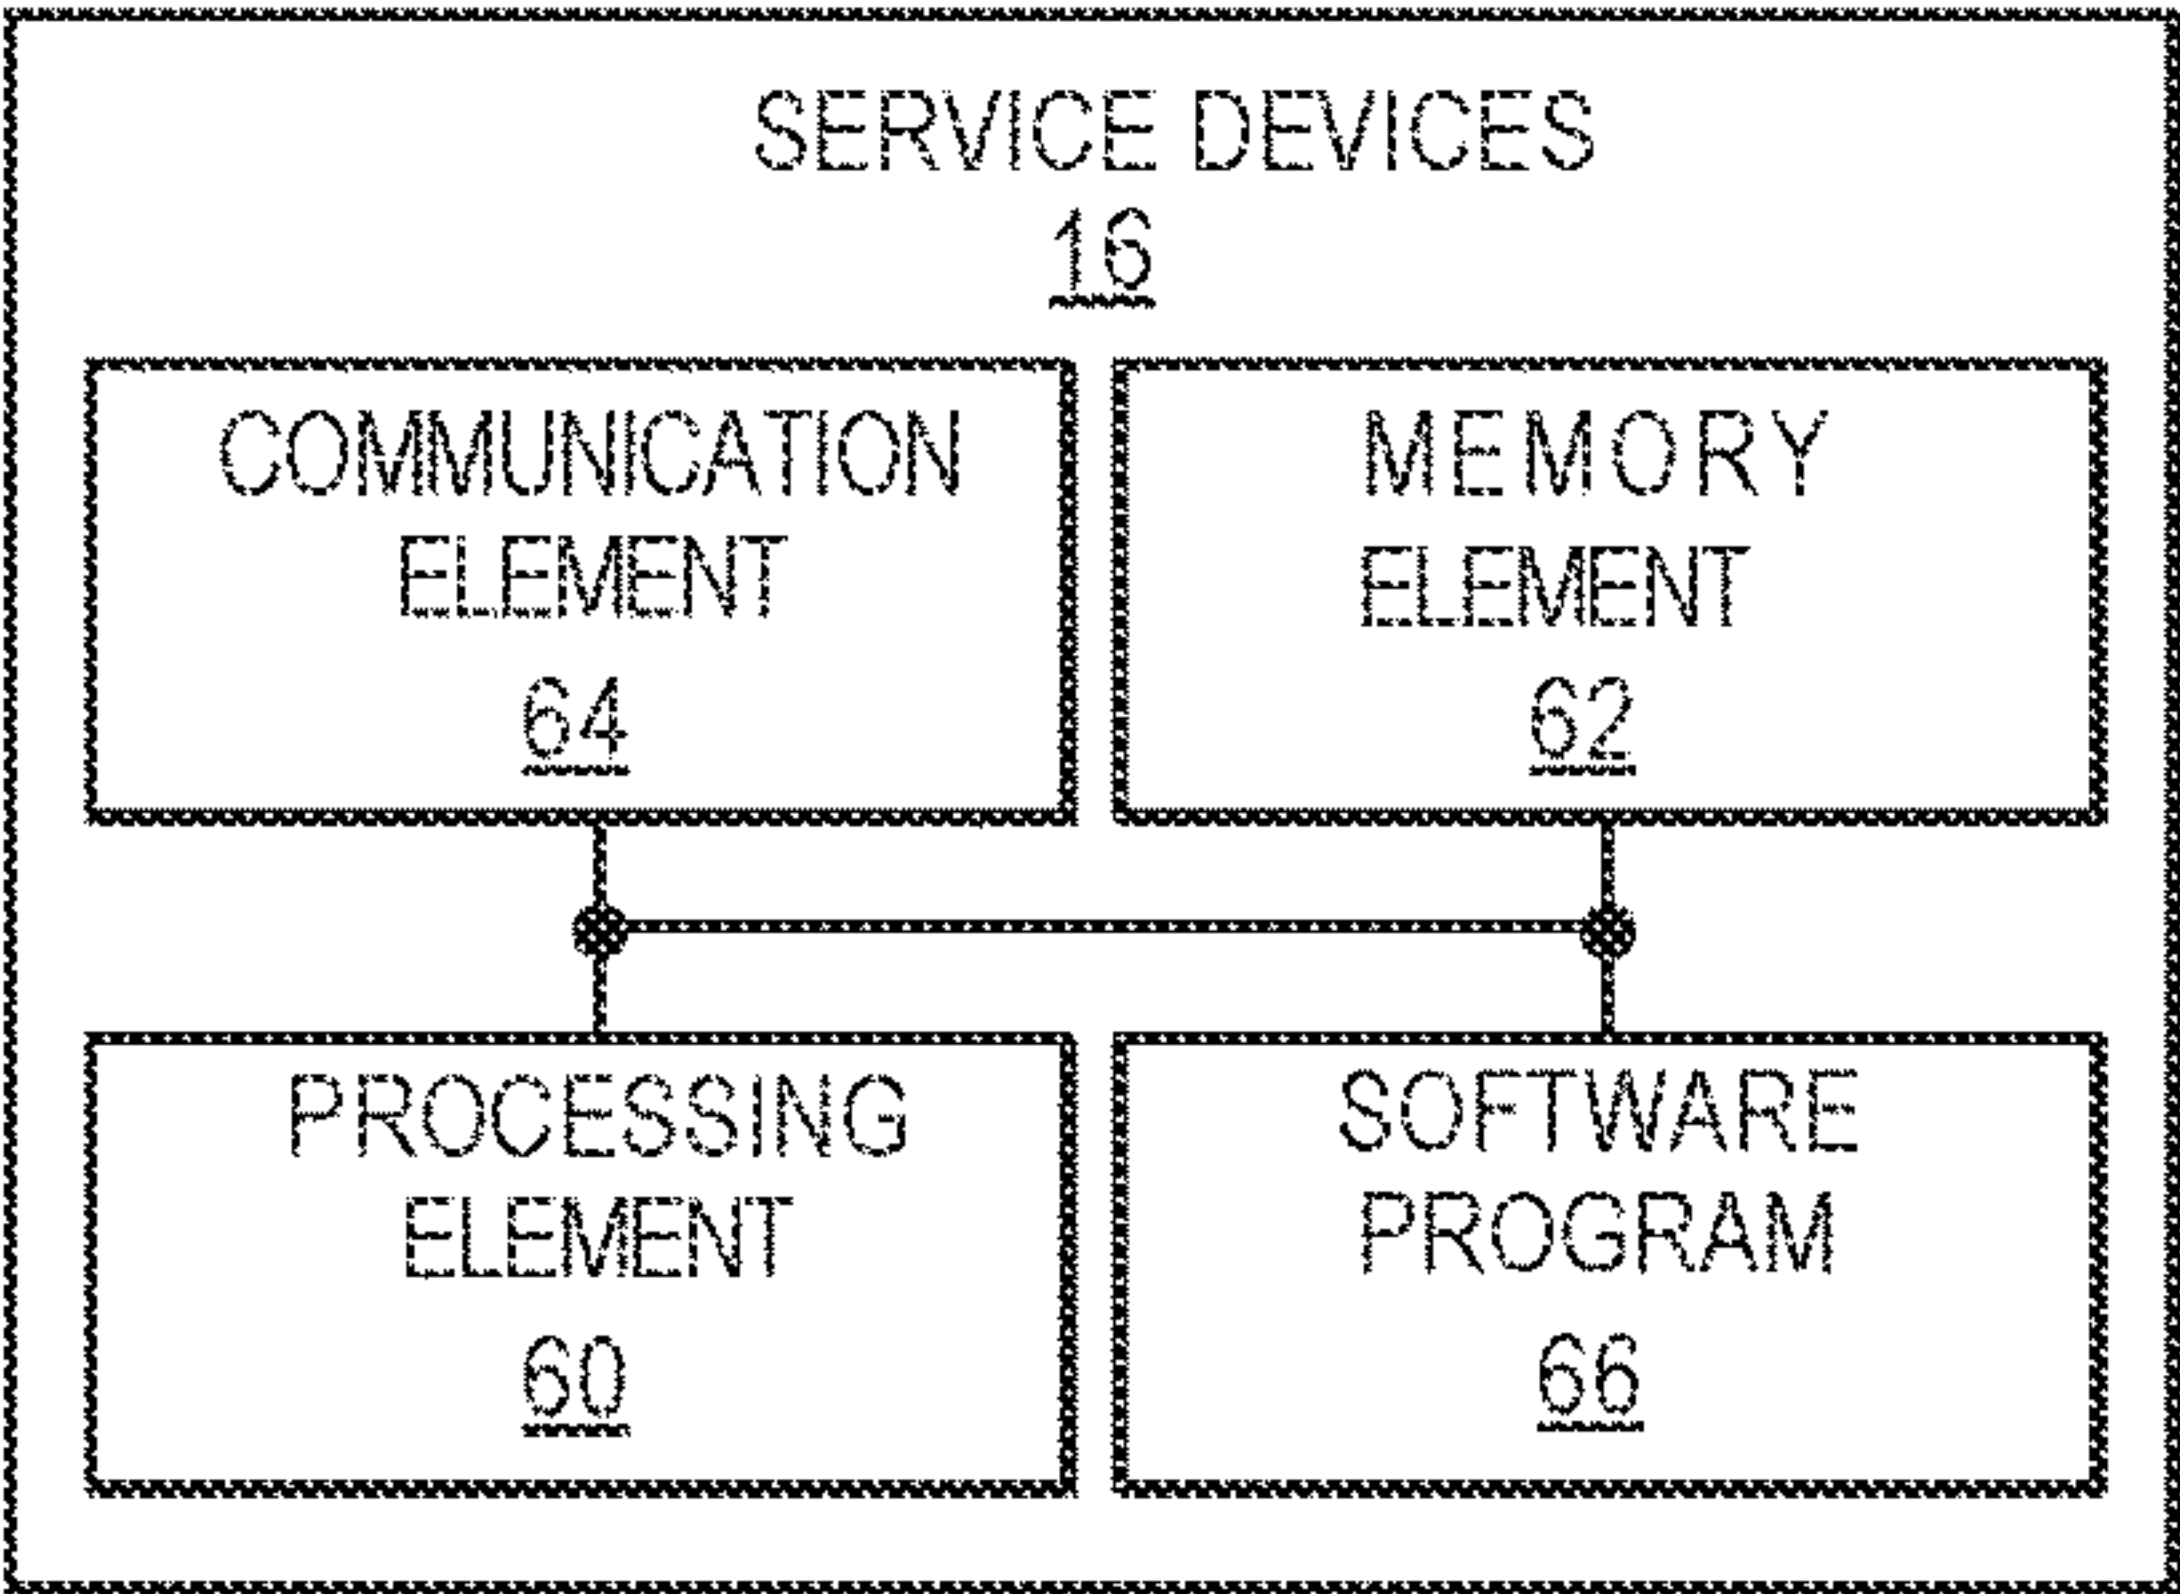 SERVICE DEVICES
16
COMMUNICATION
ELEMENT
64
MEMORY
ELEMENT
62
PROCESSING
ELEMENT
60
SOFTWARE
PROGRAM
66